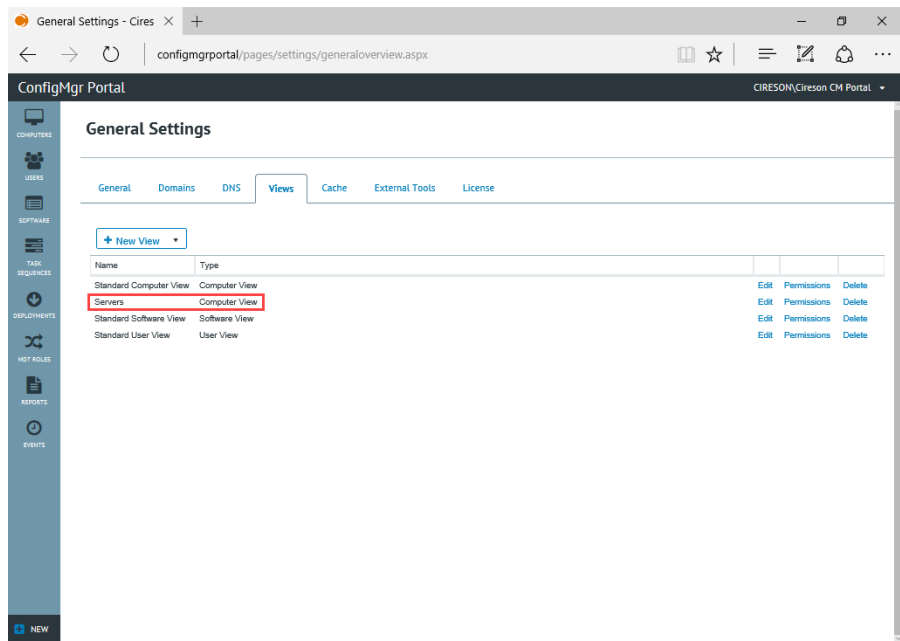 General Settings - Cires
configmgrportal/pages/settings/generaloverview.aspx
ConfigMgr Portal
CIRESON\Cireson CM Portal
COMPUTERS
USERS
SOFTWARE
TASK
SEQUENCES
DEPLOYMENTS
MDT ROLES
REPORTS
EVENTS
NEW
General Settings
General Domains DNS Views Cache External Tools License
+ New View
Name Type
Standard Computer View Computer View Edit Permissions Delete
Servers Computer View Edit Permissions Delete
Standard Software View Software View Edit Permissions Delete
Standard User View User View Edit Permissions Delete